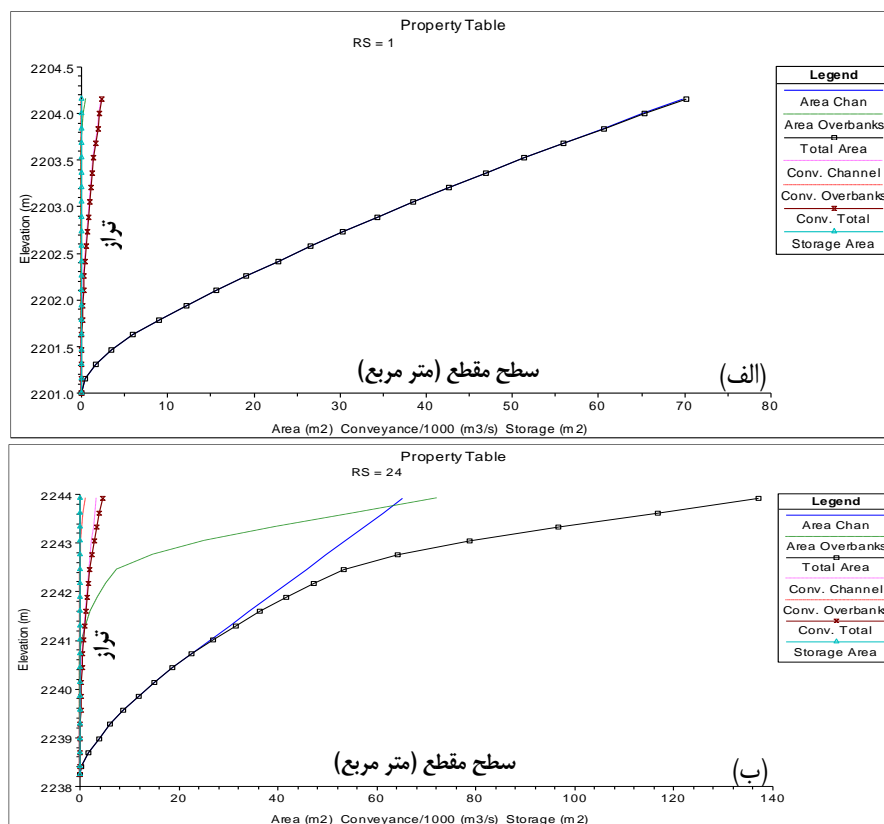 Property Table
RS = 1
2204.5
2204.0
2203.5
2203.0
2202.5
2202.0
2201.5
2201.0
Elevation (m)
تراز
0
10
20
30
40
50
60
70
80
سطح مقطع (متر مربع)
(الف)
Area (m2) Conveyance/1000 (m3/s) Storage (m2)
Legend
Area Chan
Area Overbanks
Total Area
Conv. Channel
Conv. Overbanks
Conv. Total
Storage Area
Property Table
RS = 24
2244
2243
2242
2241
2240
2239
2238
Elevation (m)
تراز
0
20
40
60
80
100
120
140
سطح مقطع (متر مربع)
(ب)
Area (m2) Conveyance/1000 (m3/s) Storage (m2)
Legend
Area Chan
Area Overbanks
Total Area
Conv. Channel
Conv. Overbanks
Conv. Total
Storage Area